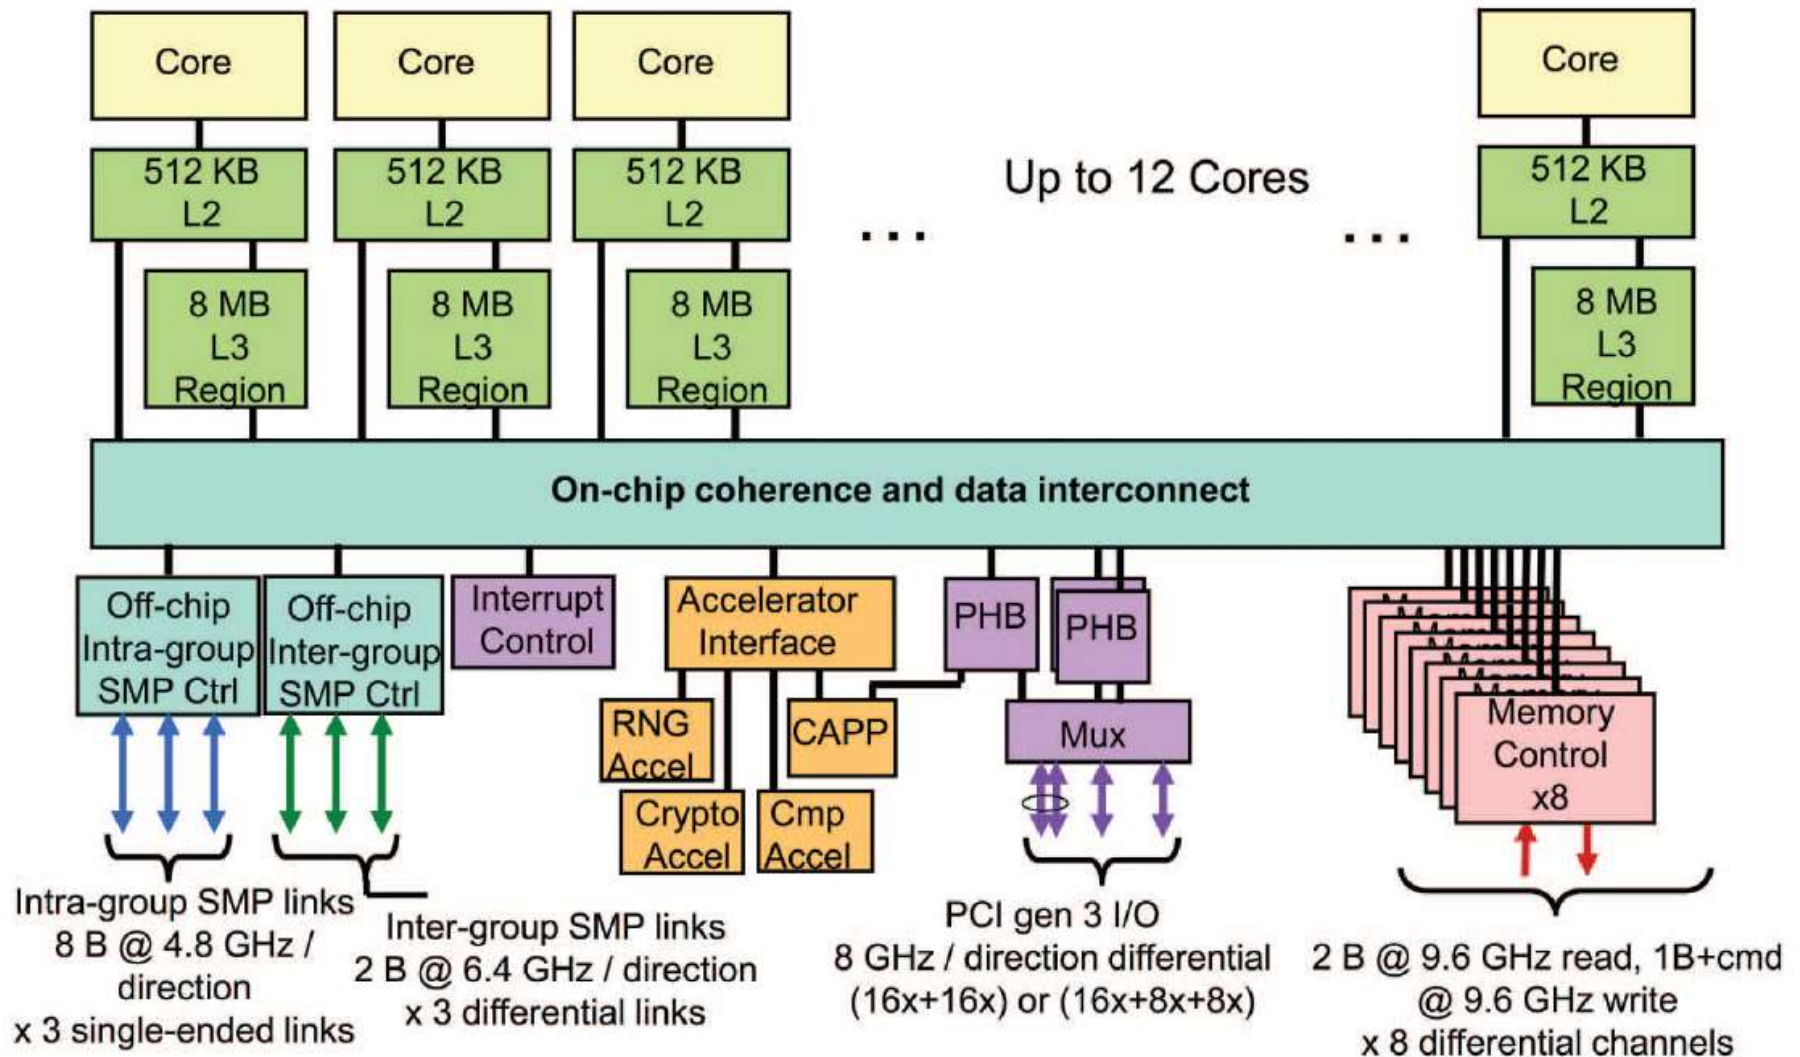 Core
Core
Core
Core
512 KB
L2
512 KB
L2
512 KB
L2
512 KB
L2
Up to 12 Cores
...
...
8 MB
L3
Region
8 MB
L3
Region
8 MB
L3
Region
8 MB
L3
Region
On-chip coherence and data interconnect
Off-chip
Intra-group
SMP Ctrl
Off-chip
Inter-group
SMP Ctrl
Interrupt
Control
Accelerator
Interface
PHB
PHB
RNG
Accel
CAPP
Crypto
Accel
Cmp
Accel
Mux
Memory
Control
x8
Intra-group SMP links
8 B @ 4.8 GHz /
direction
x 3 single-ended links
Inter-group SMP links
2 B @ 6.4 GHz / direction
x 3 differential links
PCI gen 3 I/O
8 GHz / direction differential
(16x+16x) or (16x+8x+8x)
2 B @ 9.6 GHz read, 1B+cmd
@ 9.6 GHz write
x 8 differential channels